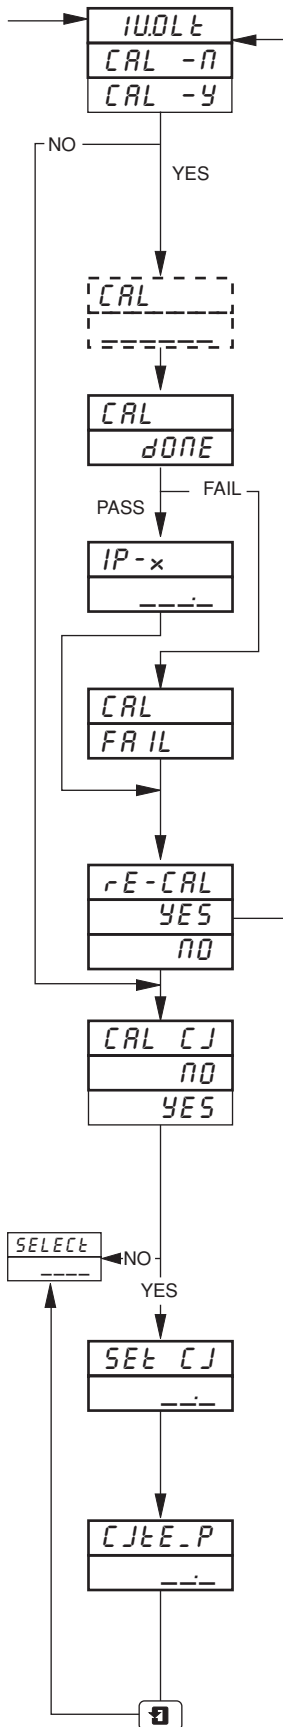 1V.OLt
CAL -N
CAL -Y
NO
YES
CAL
_ _ _ _ _ _
CAL
dONE
FAIL
PASS
IP-x
_ _ _._
CAL
FAIL
rE-CAL
YES
NO
CAL CJ
NO
YES
SELECt
_ _ _ _
NO
YES
SEt CJ
_ _._
CJtE_P
_ _._